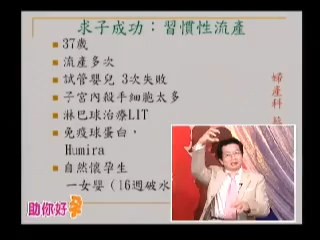 求子成功：習慣性流產
37歲
流產多次
試管嬰兒 3次失敗
子宮內殺手細胞太多
淋巴球治療LIT
免疫球蛋白，
Humira
自然懷孕生
一女嬰（16週破水
婦產科
助你好孕